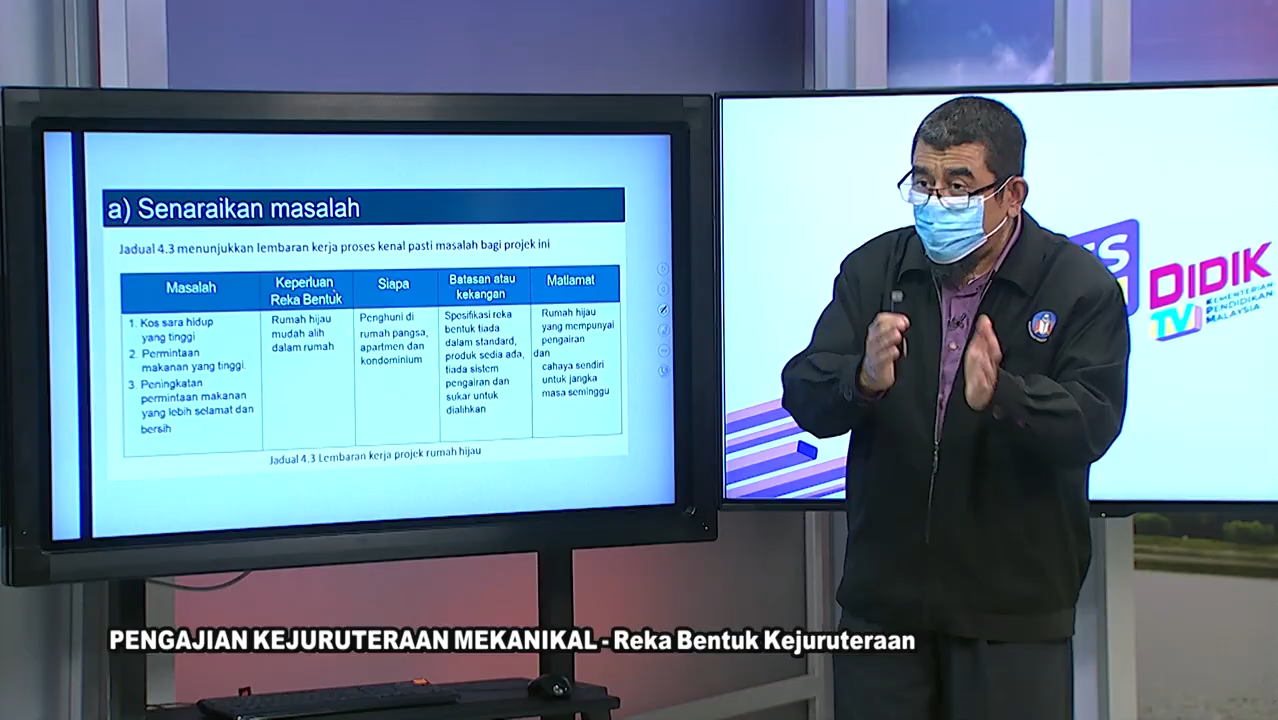 a) Senaraikan masalah
Jadual 4.3 menunjukkan lembaran kerja proses kenal pasti masalah bagi projek ini
Masalah
Keperluan
Reka Bentuk
Siapa
Batasan atau
kekangan
Matlamat
1. Kos sara hidup
yang tinggi
2. Permintaan
makanan yang tinggi.
3. Peningkatan
permintaan makanan
yang lebih selamat dan
bersih
Rumah hijau
mudah alih
dalam rumah
Penghuni di
rumah pangsa,
apartmen dan
kondominium
Spesifikasi reka
bentuk tiada
dalam standard,
produk sedia ada,
tiada sistem
pengairan dan
sukar untuk
dialihkan
Rumah hijau
yang mempunyai
pengairan
dan
cahaya sendiri
untuk jangka
masa seminggu
Jadual 4.3 Lembaran kerja projek rumah hijau
DIDIK
TV
KEMENTERIAN
PENDIDIKAN
MALAYSIA
PENGAJIAN KEJURUTERAAN MEKANIKAL - Reka Bentuk Kejuruteraan